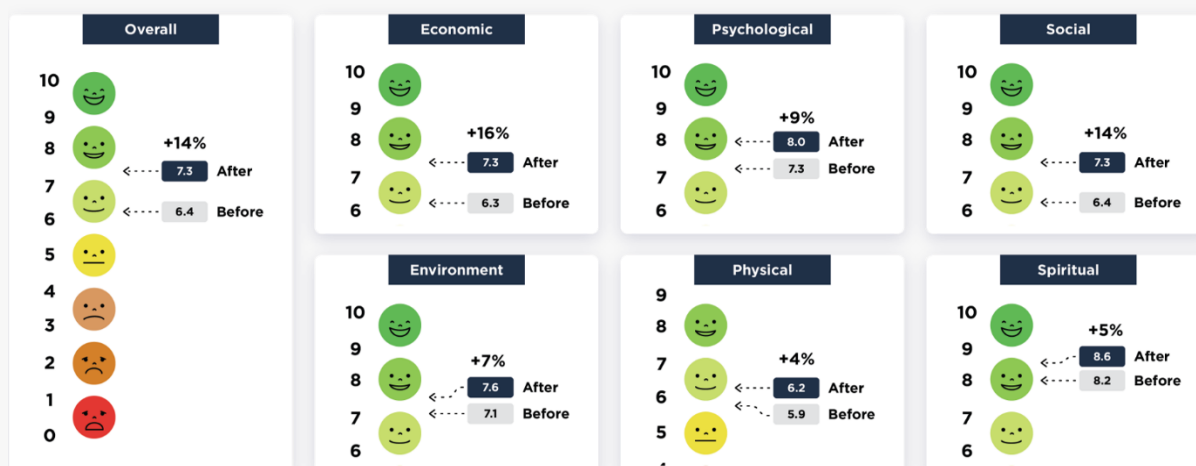 Overall
10
9
8
7
6
5
4
3
2
1
0
+14%
7.3 After
6.4 Before
Economic
10
9
8
7
6
+16%
7.3 After
6.3 Before
Psychological
10
9
8
7
6
+9%
8.0 After
7.3 Before
Social
10
9
8
7
6
+14%
7.3 After
6.4 Before
Environment
10
9
8
7
6
+7%
7.6 After
7.1 Before
Physical
9
8
7
6
5
+4%
6.2 After
5.9 Before
Spiritual
10
9
8
7
6
+5%
8.6 After
8.2 Before